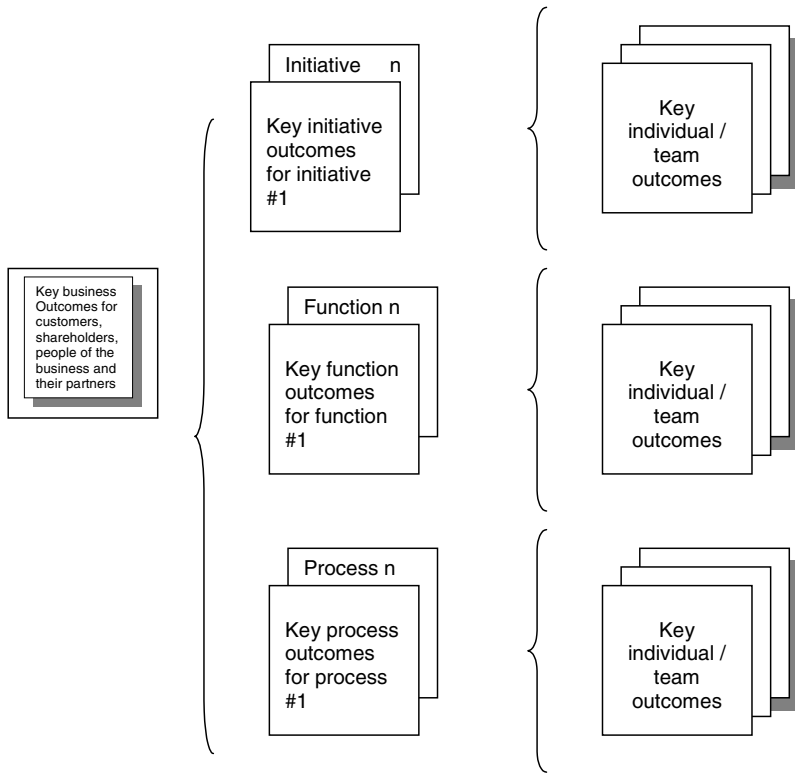 Key business
Outcomes for
customers,
shareholders,
people of the
business and
their partners
Initiative n
Key initiative
outcomes
for initiative
#1
Key
individual /
team
outcomes
Function n
Key function
outcomes
for function
#1
Key
individual /
team
outcomes
Process n
Key process
outcomes
for process
#1
Key
individual /
team
outcomes